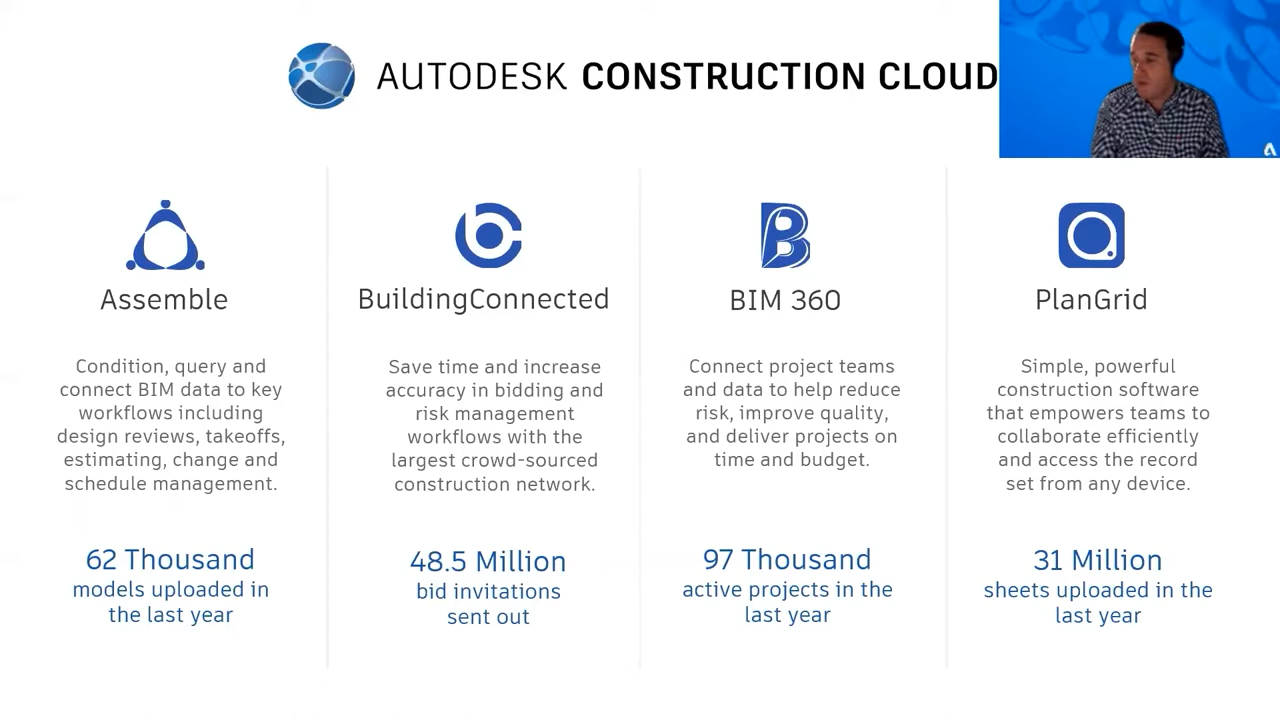 AUTODESK CONSTRUCTION CLOUD
Assemble
Condition, query and
connect BIM data to key
workflows including
design reviews, takeoffs,
estimating, change and
schedule management.
62 Thousand
models uploaded in
the last year
BuildingConnected
Save time and increase
accuracy in bidding and
risk management
workflows with the
largest crowd-sourced
construction network.
48.5 Million
bid invitations
sent out
BIM 360
Connect project teams
and data to help reduce
risk, improve quality,
and deliver projects on
time and budget.
97 Thousand
active projects in the
last year
PlanGrid
Simple, powerful
construction software
that empowers teams to
collaborate efficiently
and access the record
set from any device.
31 Million
sheets uploaded in the
last year